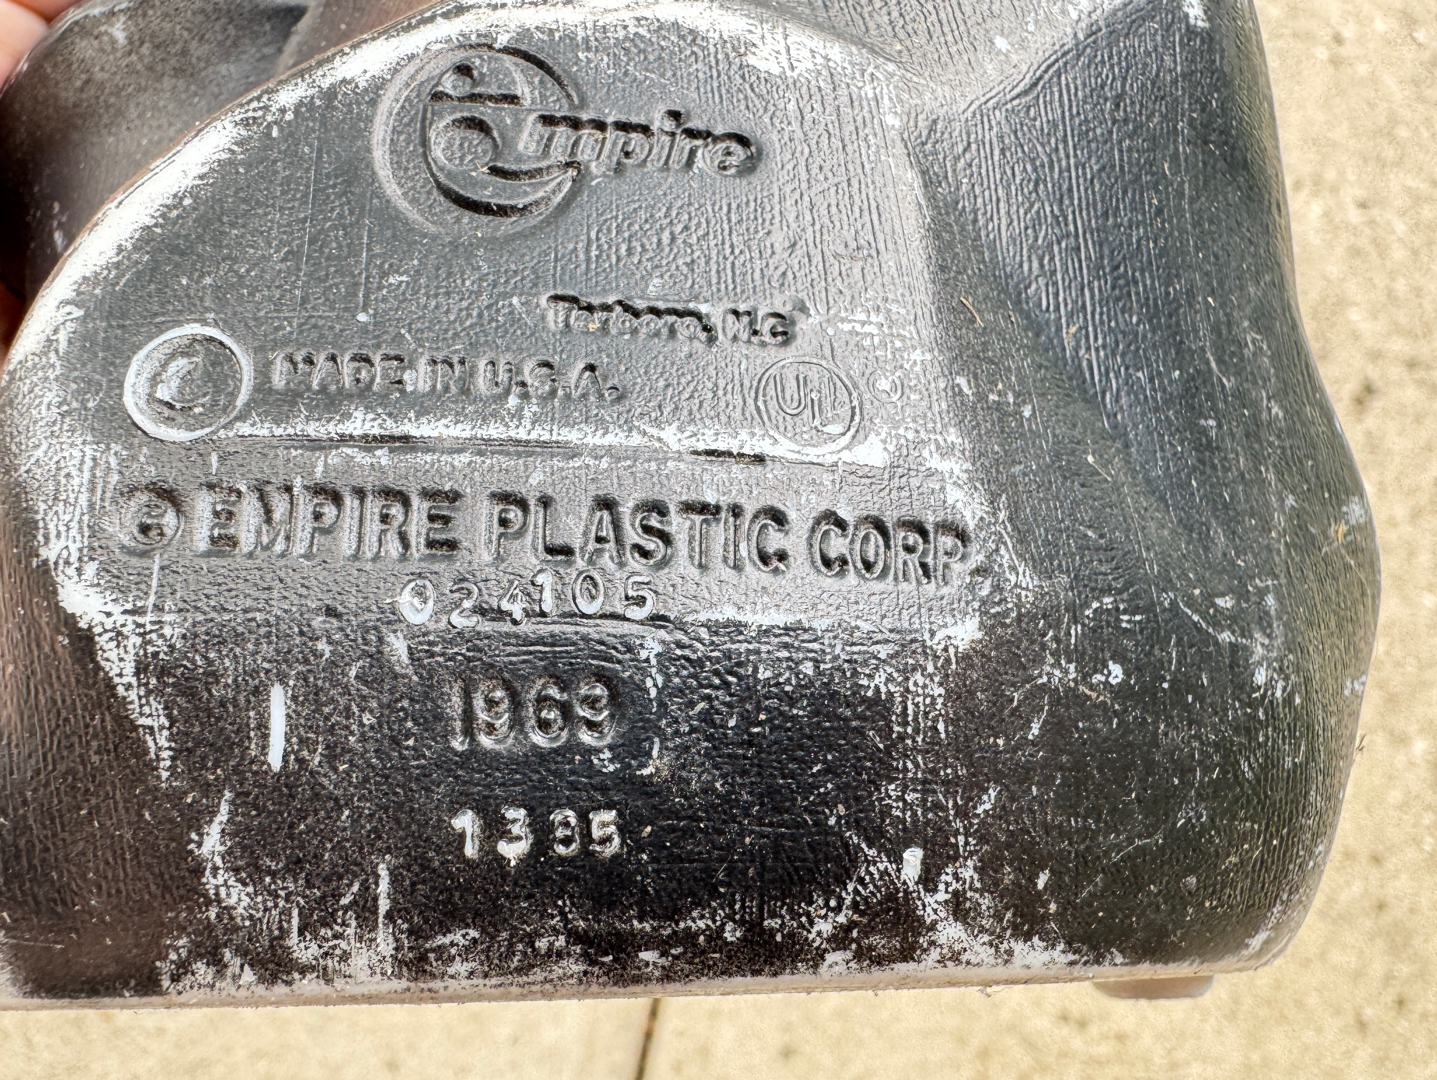 Empire
Tarboro, N.C.
MADE IN U.S.A.
UL
© EMPIRE PLASTIC CORP
024105
1969
1385